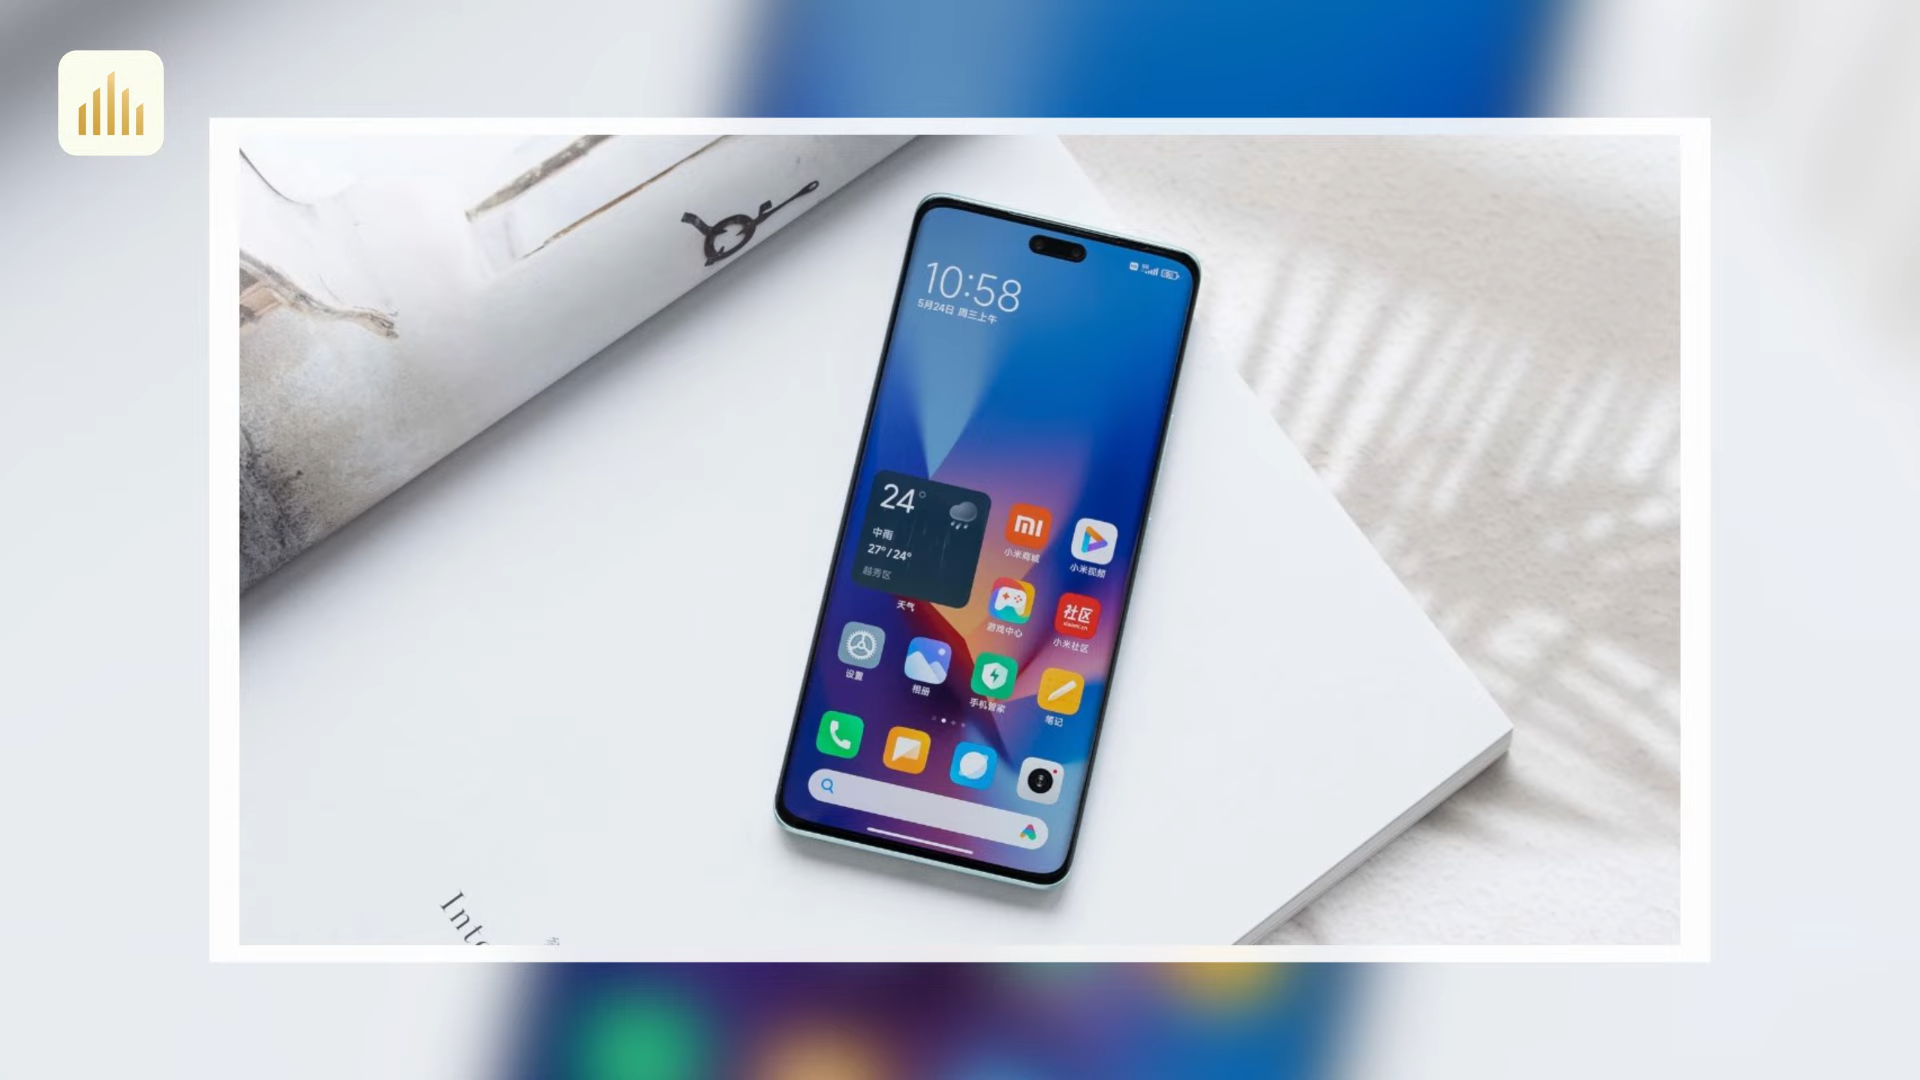 10:58
5月24日 周三上午
24°
中雨
27° / 24°
越秀区
天气
mi
小米商城
小米视频
游戏中心
社区
小米社区
设置
相册
手机管家
笔记
Inte